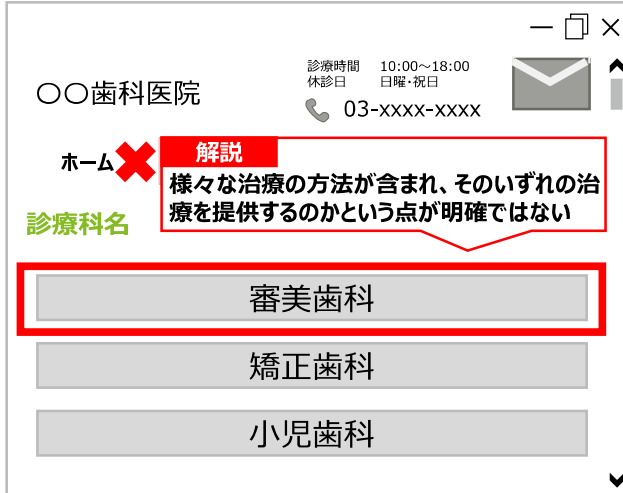 〇〇歯科医院
診療時間 10:00～18:00
休診日 日曜・祝日
03-xxxx-xxxx
ホーム
解説
様々な治療の方法が含まれ、そのいずれの治
療を提供するのかという点が明確ではない
診療科名
審美歯科
矯正歯科
小児歯科